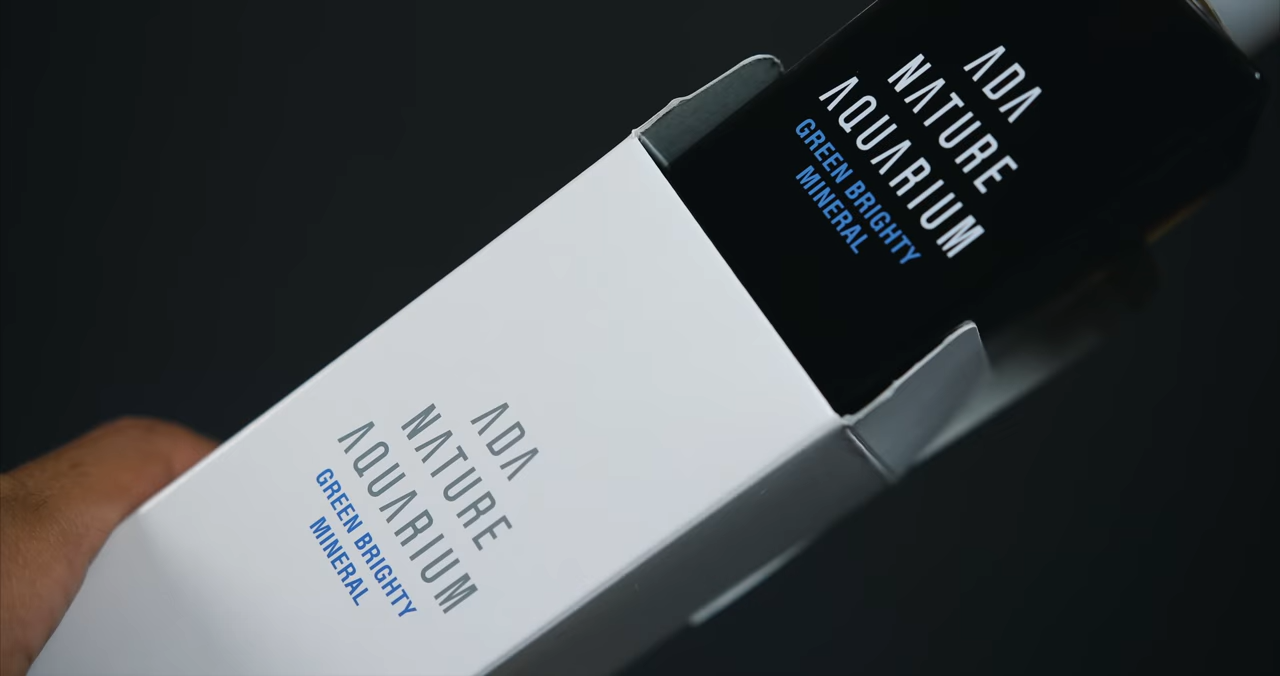 ADA
NATURE
AQUARIUM
GREEN BRIGHTY
MINERAL
ADA
NATURE
AQUARIUM
GREEN BRIGHTY
MINERAL